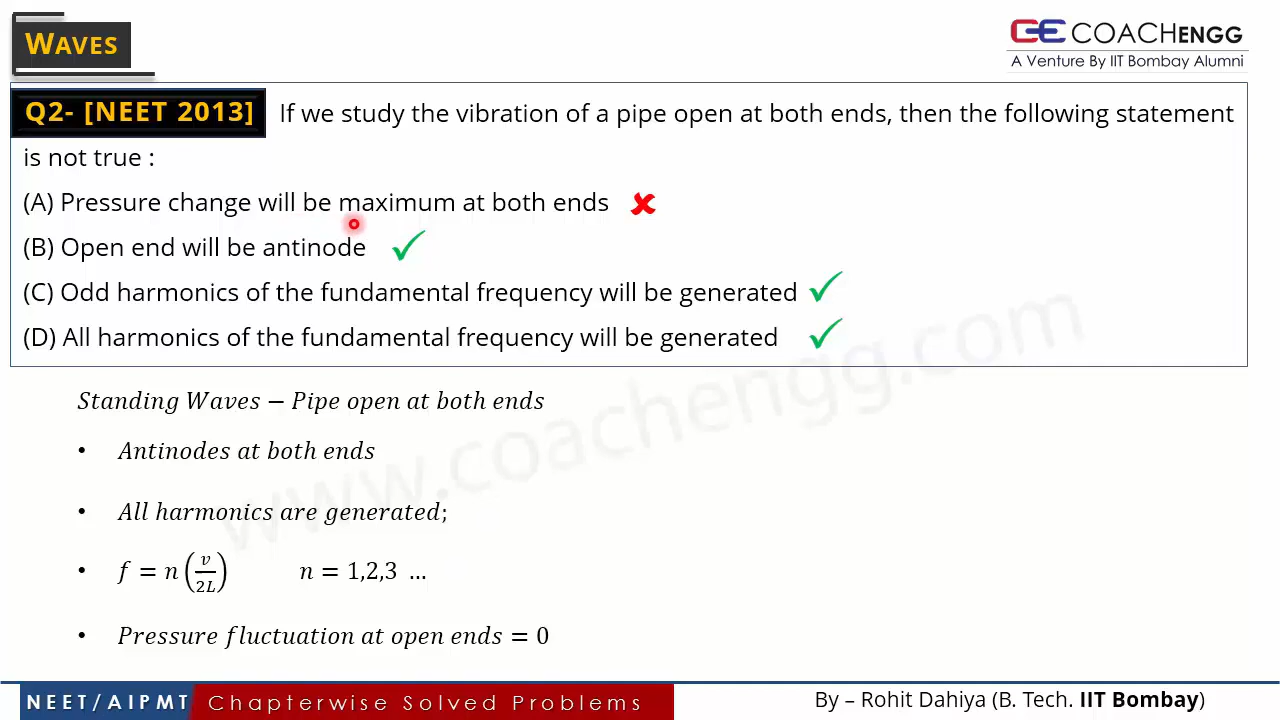 WAVES
GE COACHENGG
A Venture By IIT Bombay Alumni
Q2- [NEET 2013] If we study the vibration of a pipe open at both ends, then the following statement
is not true :
(A) Pressure change will be maximum at both ends ✘
(B) Open end will be antinode ✓
(C) Odd harmonics of the fundamental frequency will be generated ✓
(D) All harmonics of the fundamental frequency will be generated ✓
www.coachengg.com
Standing Waves − Pipe open at both ends
• Antinodes at both ends
• All harmonics are generated;
• f = n(v/2L) n = 1,2,3 ...
• Pressure fluctuation at open ends = 0
NEET/AIPMT Chapterwise Solved Problems By – Rohit Dahiya (B. Tech. IIT Bombay)